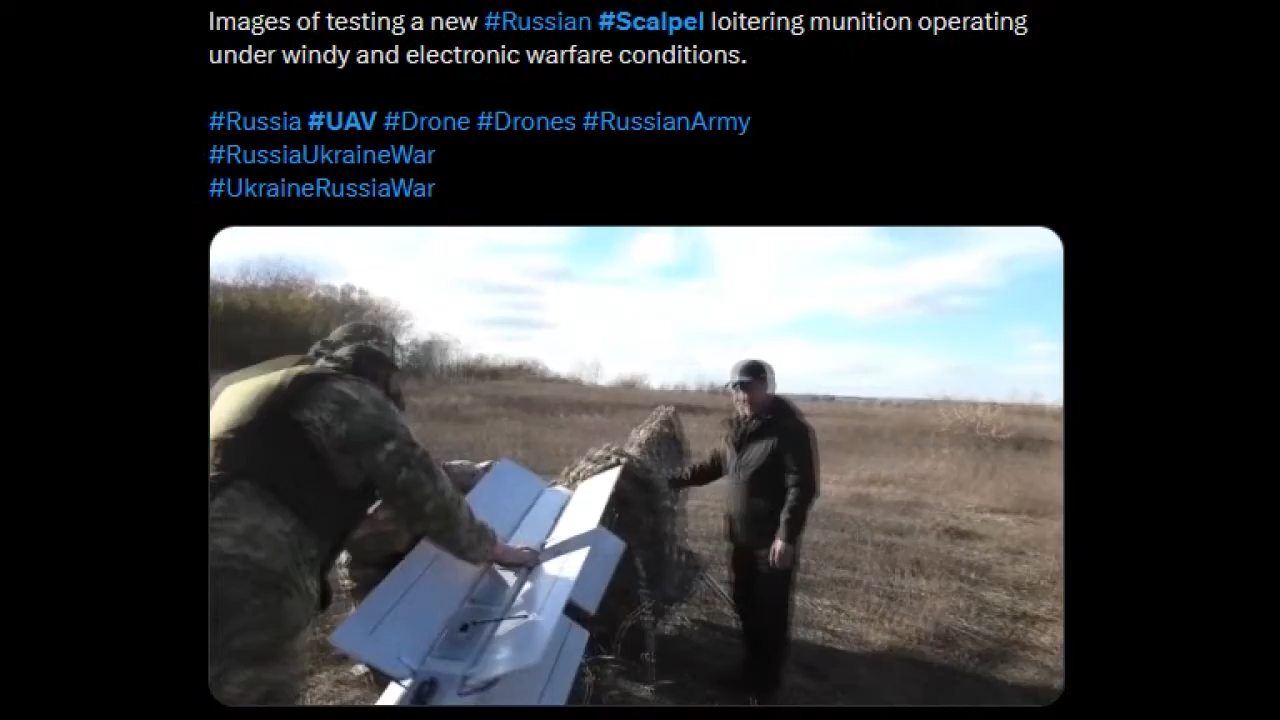 Images of testing a new #Russian #Scalpel loitering munition operating
under windy and electronic warfare conditions.
#Russia #UAV #Drone #Drones #RussianArmy
#RussiaUkraineWar
#UkraineRussiaWar